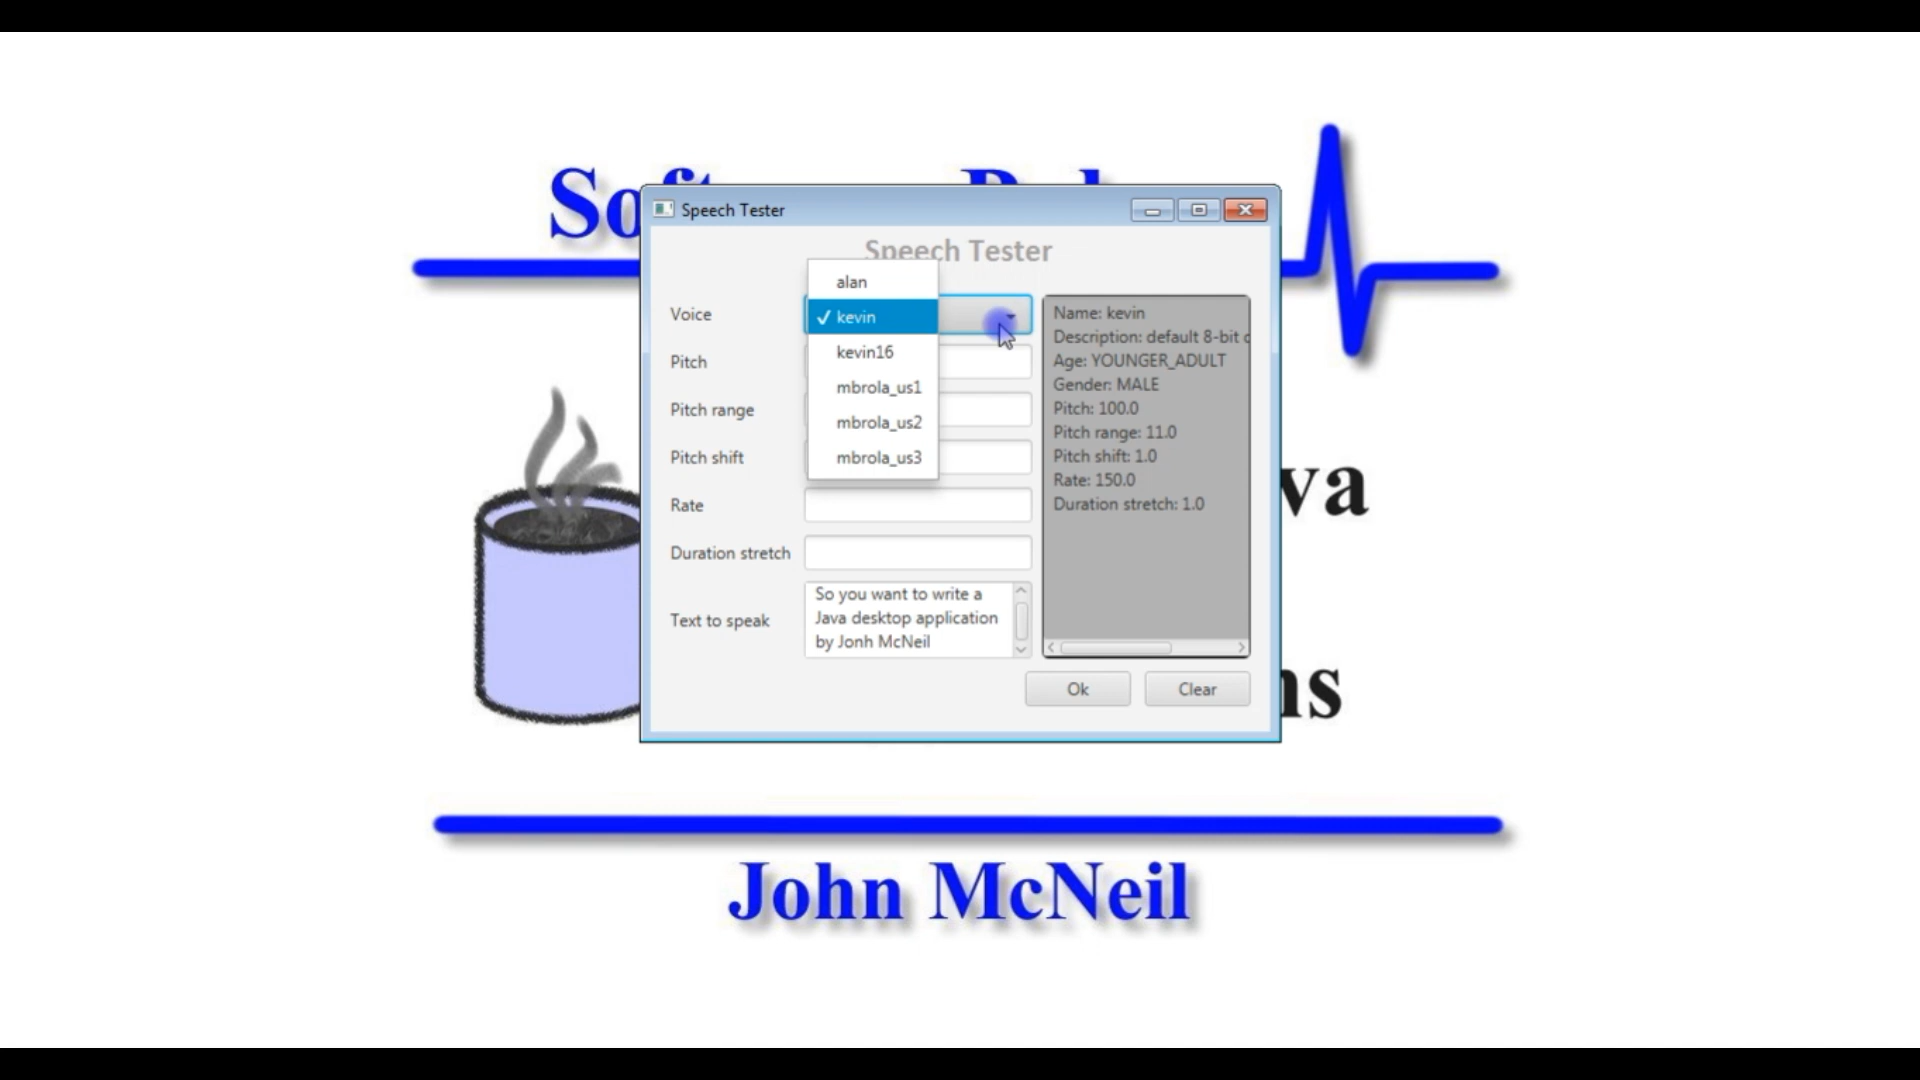 Speech Tester
Speech Tester
Voice
alan
kevin
kevin16
mbrola_us1
mbrola_us2
mbrola_us3
Pitch
Pitch range
Pitch shift
Rate
Duration stretch
Text to speak
So you want to write a
Java desktop application
by Jonh McNeil
Name: kevin
Description: default 8-bit
Age: YOUNGER_ADULT
Gender: MALE
Pitch: 100.0
Pitch range: 11.0
Pitch shift: 1.0
Rate: 150.0
Duration stretch: 1.0
Ok
Clear
John McNeil